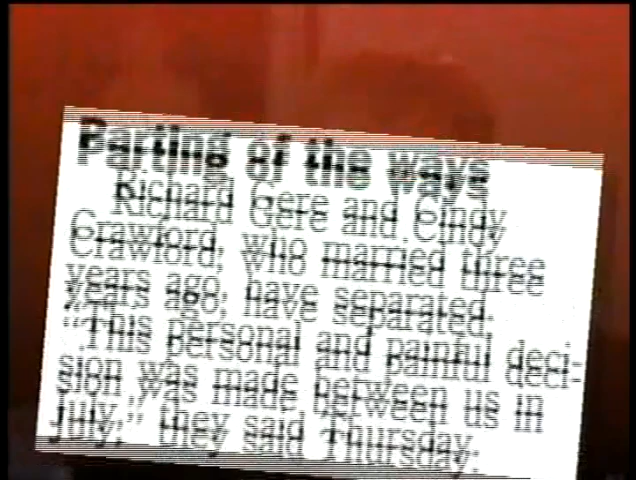 Parting of the ways
Richard Gere and Cindy
Crawford, who married three
years ago, have separated.
"This personal and painful deci-
sion was made between us in
July," they said Thursday.